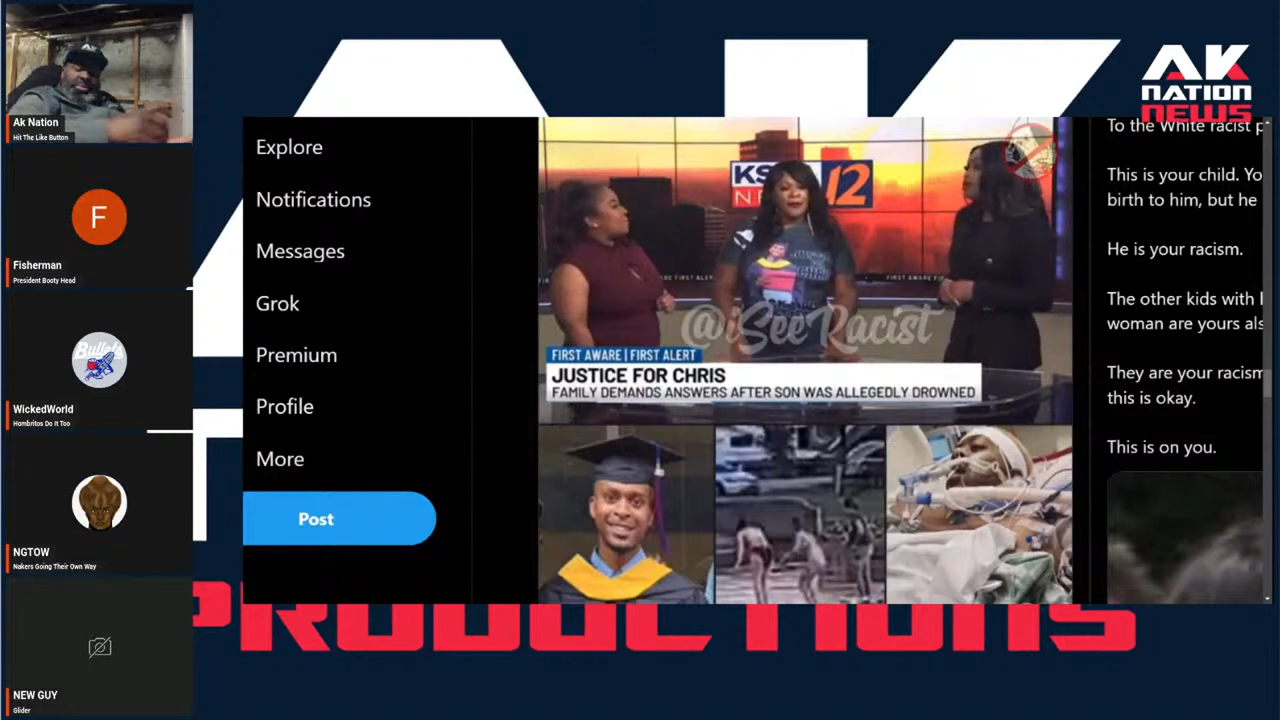 Ak Nation
Hit The Like Button
F
Fisherman
President Booty Head
Bullets
WickedWorld
Hombritos Do It Too
NGTOW
Nakers Going Their Own Way
NEW GUY
Glider
AK
NATION
NEWS
Explore
Notifications
Messages
Grok
Premium
Profile
More
Post
12
FIRST ALERT
@iSeeRacist
FIRST AWARE | FIRST ALERT
JUSTICE FOR CHRIS
FAMILY DEMANDS ANSWERS AFTER SON WAS ALLEGEDLY DROWNED
To the White racist p
This is your child. Yo
birth to him, but he
He is your racism.
The other kids with
woman are yours als
They are your racism
this is okay.
This is on you.
PRODUCTIONS